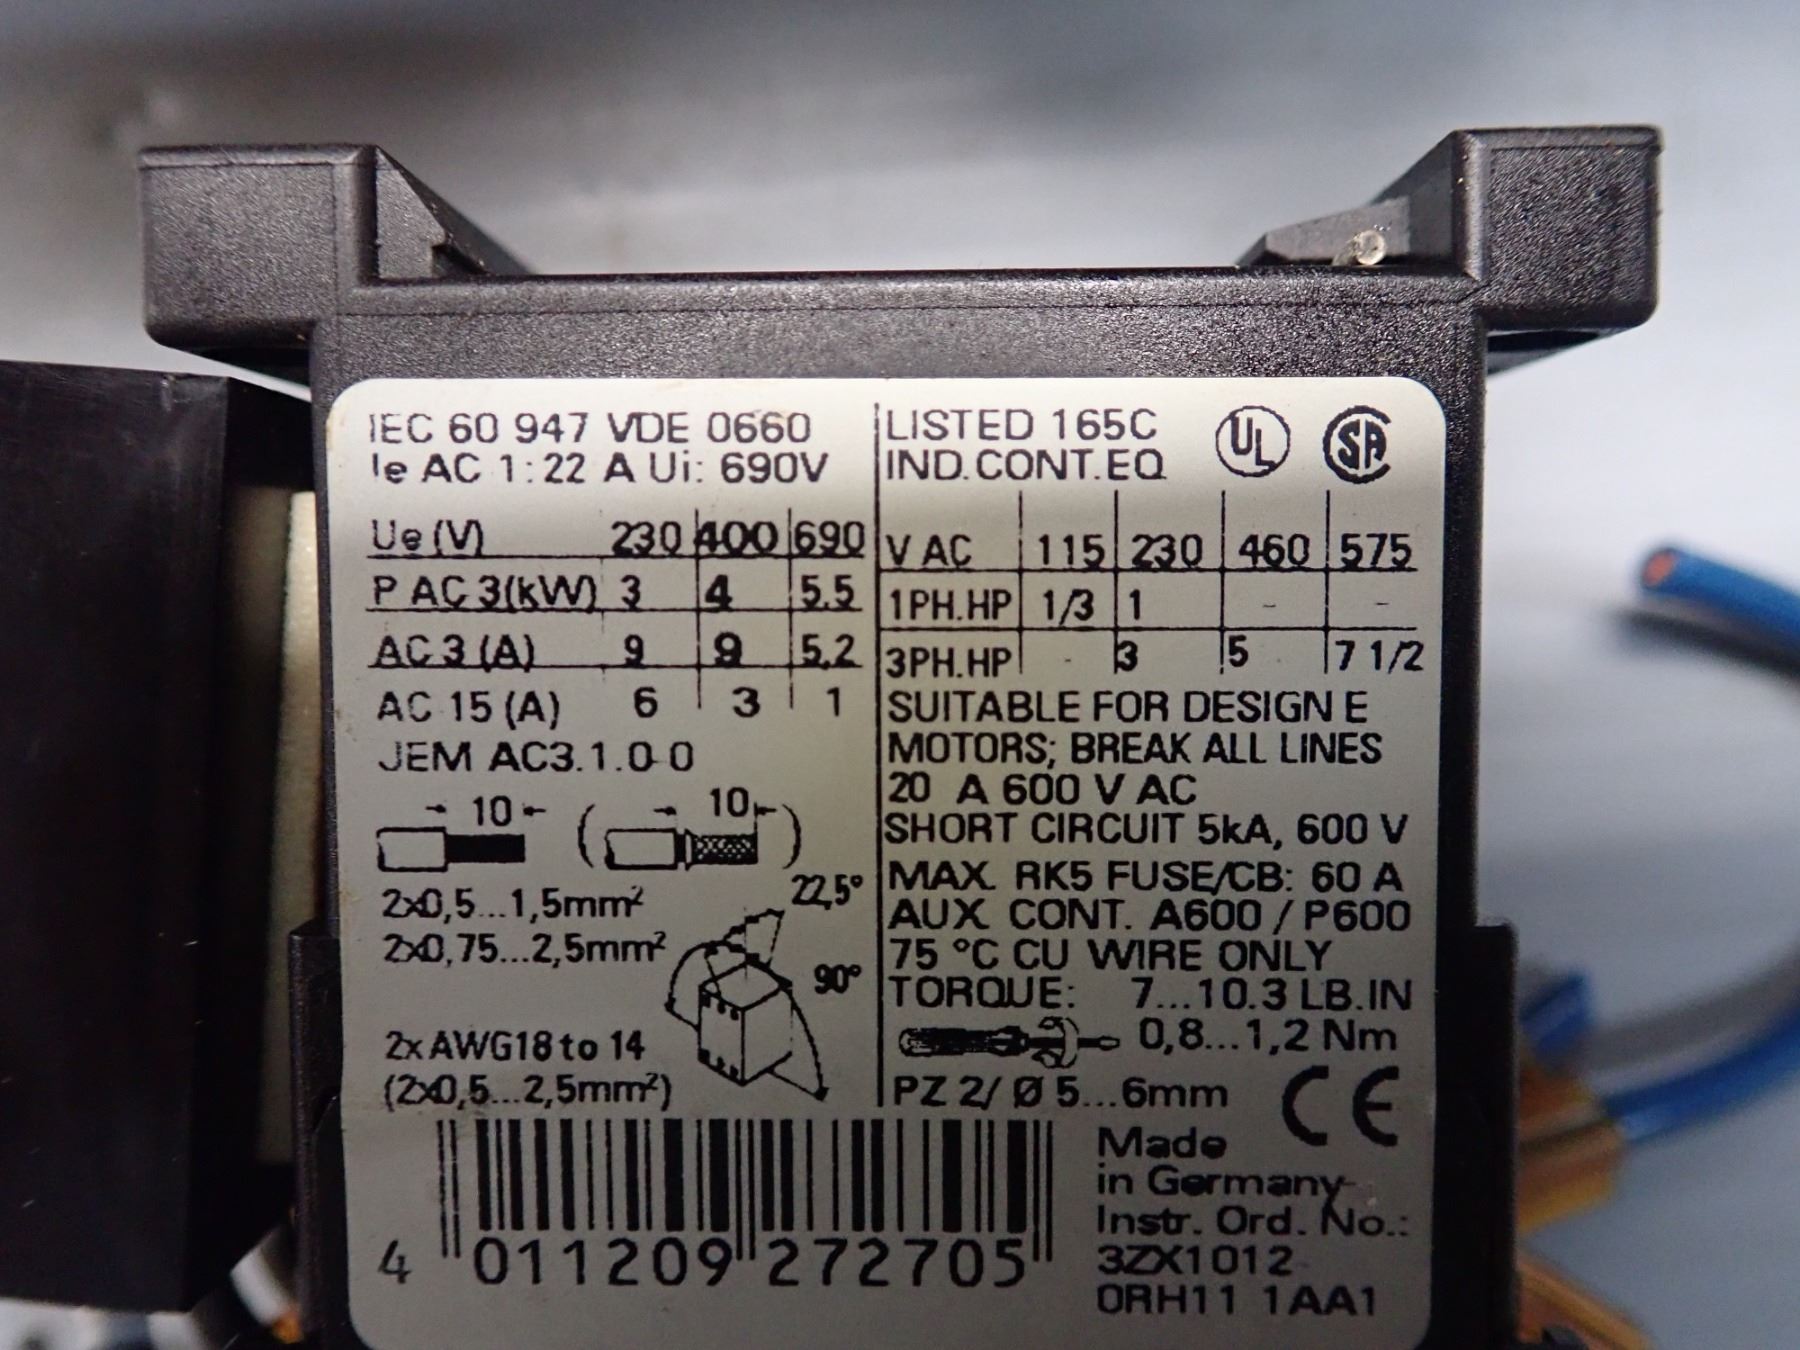 IEC 60 947 VDE 0660
Ie AC 1: 22 A Ui: 690V
Ue (V) 230 400 690
P AC 3(kW) 3 4 5.5
AC 3 (A) 9 9 5,2
AC 15 (A) 6 3 1
JEM AC3.1.0-0
10 10
22,5°
2x0,5...1,5mm²
2x0,75...2,5mm²
90°
2x AWG18 to 14
(2x0,5...2,5mm²)
LISTED 165C UL SA
IND.CONT.EQ
V AC 115 230 460 575
1PH.HP 1/3 1 - -
3PH.HP - 3 5 7 1/2
SUITABLE FOR DESIGN E
MOTORS; BREAK ALL LINES
20 A 600 V AC
SHORT CIRCUIT 5kA, 600 V
MAX. RK5 FUSE/CB: 60 A
AUX. CONT. A600 / P600
75 °C CU WIRE ONLY
TORQUE: 7...10.3 LB.IN
0,8...1,2 Nm
PZ 2/ Ø 5...6mm CE
4 011209 272705
Made
in Germany
Instr. Ord. No.:
3ZX1012-
0RH11 1AA1